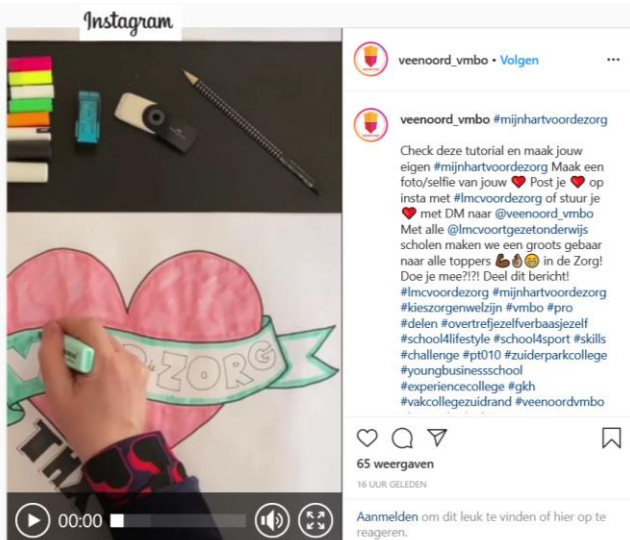 Instagram
veenoord_vmbo • Volgen
veenoord_vmbo #mijnhartvoordezorg
Check deze tutorial en maak jouw
eigen #mijnhartvoordezorg Maak een
foto/selfie van jouw ❤️ Post je ❤️ op
insta met #lmcvoordezorg of stuur je
❤️ met DM naar @veenoord_vmbo
Met alle @lmcvoortgezetonderwijs
scholen maken we een groots gebaar
naar alle toppers 💪🏿👌🏽😁 in de Zorg!
Doe je mee?!?! Deel dit bericht!
#lmcvoordezorg #mijnhartvoordezorg
#kieszorgenwelzijn #vmbo #pro
#delen #overtrefjezelfverbaasjezelf
#school4lifestyle #school4sport #skills
#challenge #pt010 #zuiderparkcollege
#youngbusinessschool
#experiencecollege #gkh
#vakcollegezuidrand #veenoordvmbo
ZORG
00:00
65 weergaven
16 UUR GELEDEN
Aanmelden om dit leuk te vinden of hier op te
reageren.